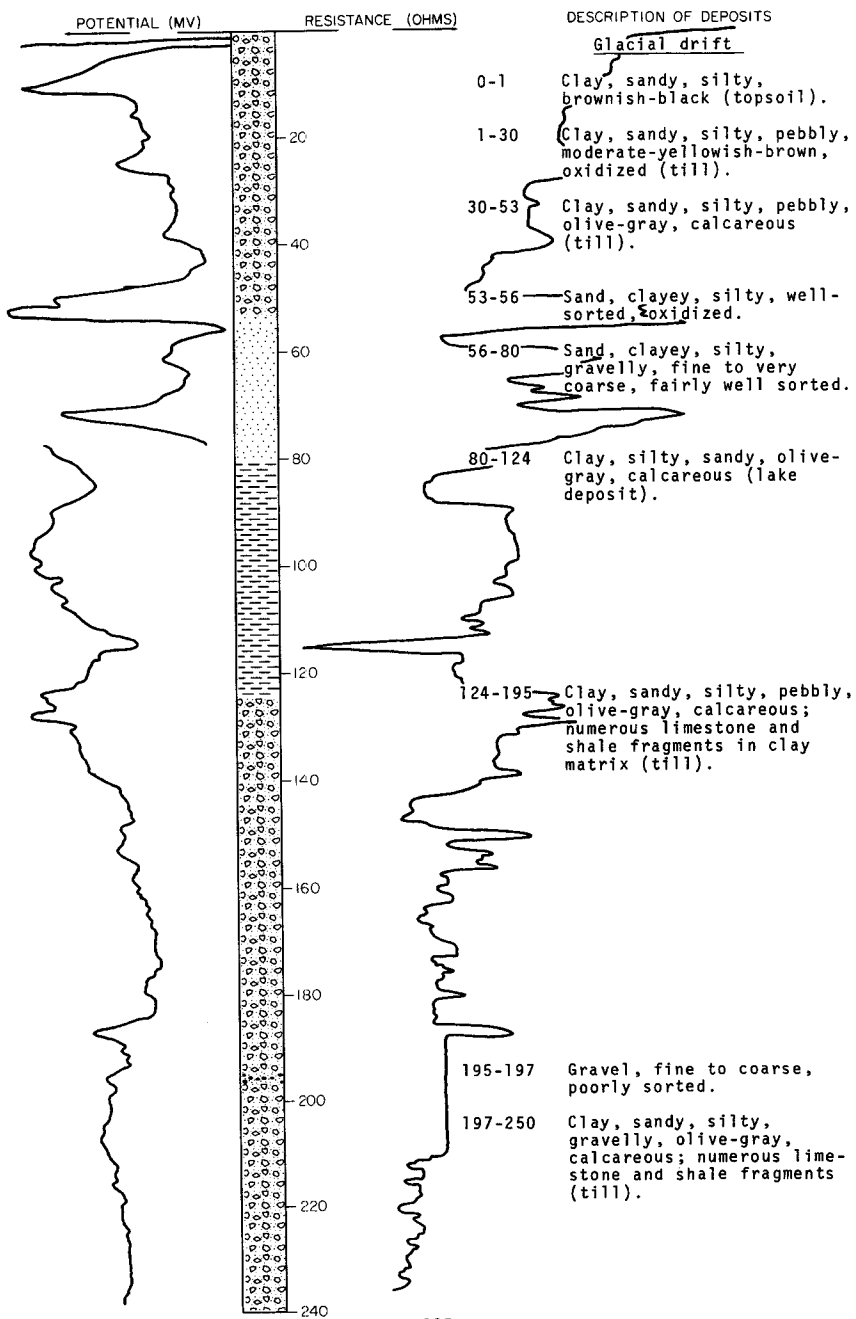 POTENTIAL (MV) RESISTANCE (OHMS) DESCRIPTION OF DEPOSITS
Glacial drift
0-1 Clay, sandy, silty,
brownish-black (topsoil).
20
1-30 Clay, sandy, silty, pebbly,
moderate-yellowish-brown,
oxidized (till).
30-53 Clay, sandy, silty, pebbly,
olive-gray, calcareous
(till).
40
53-56 Sand, clayey, silty, well-
sorted, oxidized.
60
56-80 Sand, clayey, silty,
gravelly, fine to very
coarse, fairly well sorted.
80
80-124 Clay, silty, sandy, olive-
gray, calcareous (lake
deposit).
100
120
124-195 Clay, sandy, silty, pebbly,
olive-gray, calcareous;
numerous limestone and
shale fragments in clay
matrix (till).
140
160
180
195-197 Gravel, fine to coarse,
poorly sorted.
200
197-250 Clay, sandy, silty,
gravelly, olive-gray,
calcareous; numerous lime-
stone and shale fragments
(till).
220
240